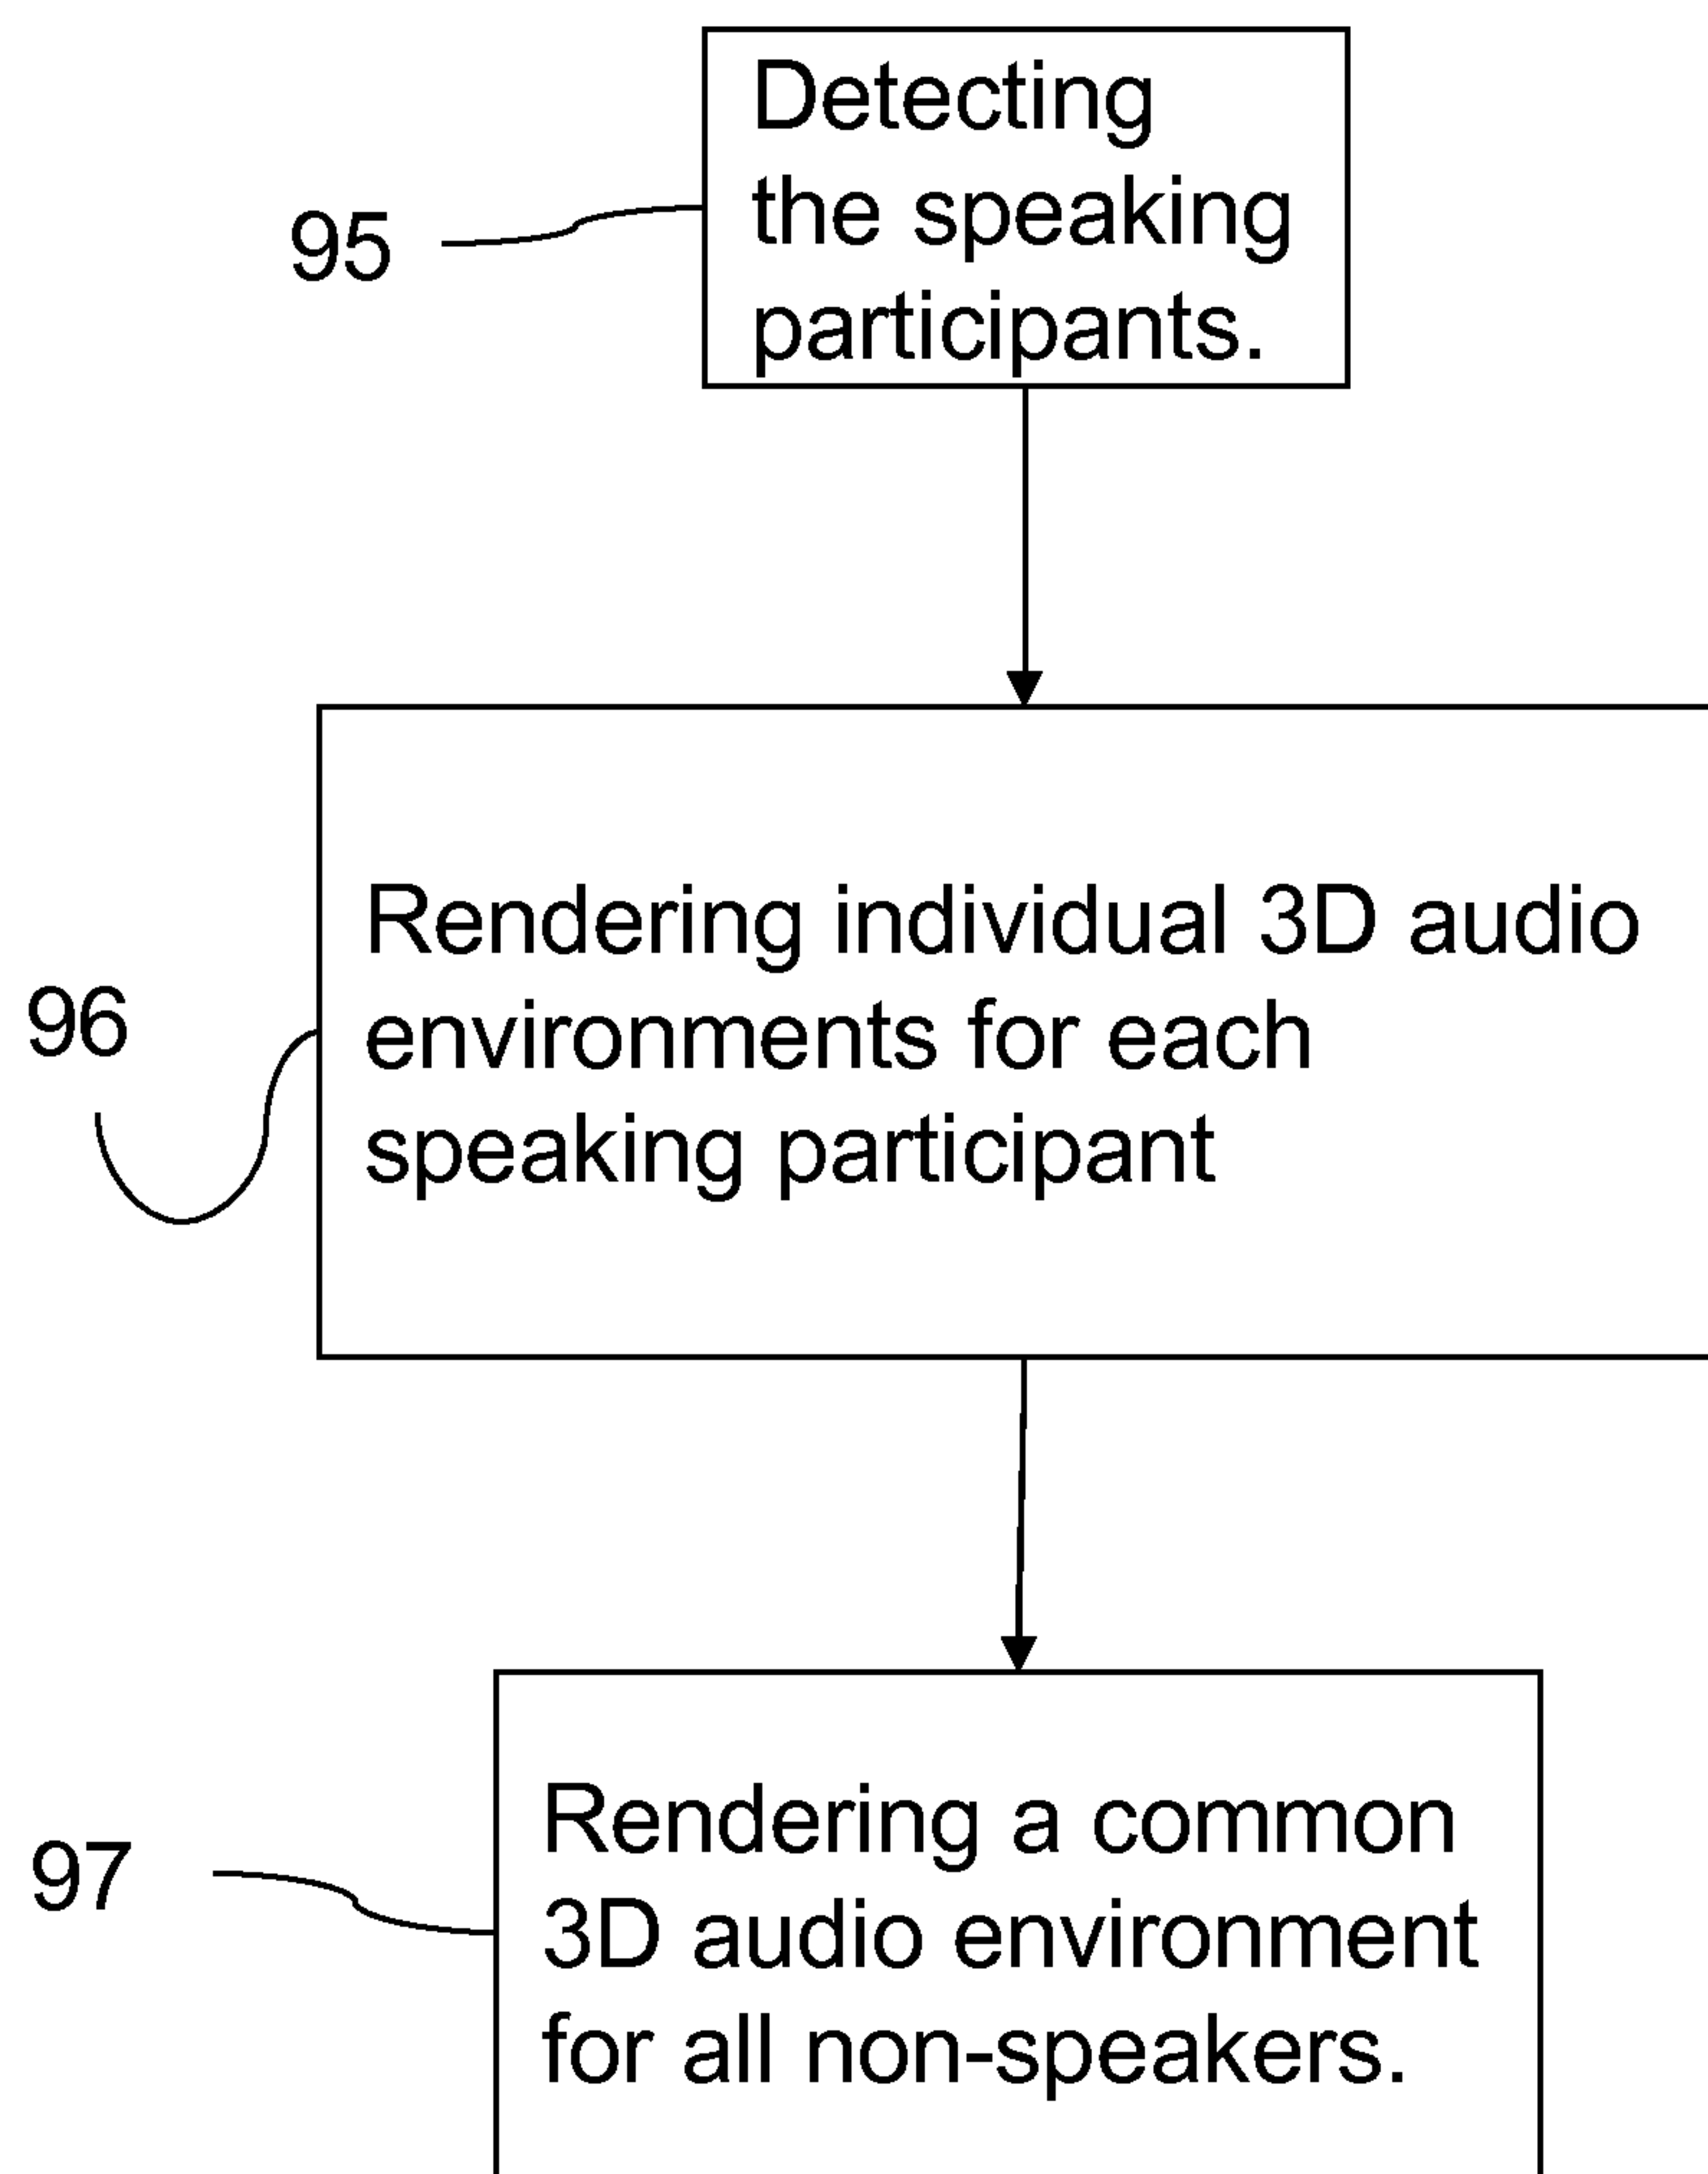 Detecting
the speaking
participants.
95
Rendering individual 3D audio
environments for each
speaking participant
96
Rendering a common
3D audio environment
for all non-speakers.
97